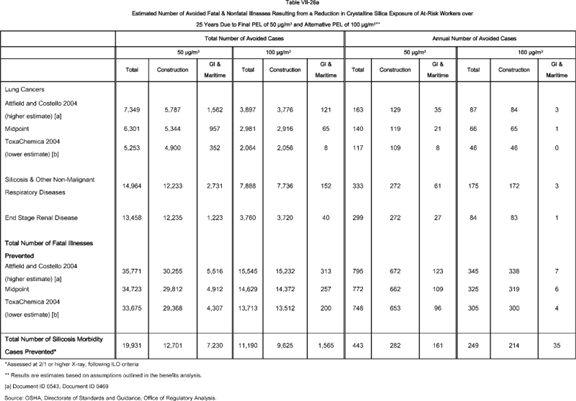 Table VII-28a
Estimated Number of Avoided Fatal & Nonfatal Illnesses Resulting from a Reduction in Crystalline Silica Exposure of At-Risk Workers over
25 Years Due to Final PEL of 50 µg/m³ and Alternative PEL of 100 µg/m³**
Total Number of Avoided Cases Annual Number of Avoided Cases
50 µg/m³ 100 µg/m³ 50 µg/m³ 100 µg/m³
Total Construction GI & Maritime Total Construction GI & Maritime Total Construction GI & Maritime Total Construction GI & Maritime
Lung Cancers
Attfield and Costello 2004 (higher estimate) [a] 7,349 5,787 1,562 3,897 3,776 121 163 129 35 87 84 3
Midpoint 6,301 5,344 957 2,981 2,916 65 140 119 21 66 65 1
ToxaChemica 2004 (lower estimate) [b] 5,253 4,900 352 2,064 2,056 8 117 109 8 46 46 0
Silicosis & Other Non-Malignant Respiratory Diseases 14,964 12,233 2,731 7,888 7,736 152 333 272 61 175 172 3
End Stage Renal Disease 13,458 12,235 1,223 3,760 3,720 40 299 272 27 84 83 1
Total Number of Fatal Illnesses Prevented
Attfield and Costello 2004 (higher estimate) [a] 35,771 30,255 5,516 15,545 15,232 313 795 672 123 345 338 7
Midpoint 34,723 29,812 4,912 14,629 14,372 257 772 662 109 325 319 6
ToxaChemica 2004 (lower estimate) [b] 33,675 29,368 4,307 13,713 13,512 200 748 653 96 305 300 4
Total Number of Silicosis Morbidity Cases Prevented* 19,931 12,701 7,230 11,190 9,625 1,565 443 282 161 249 214 35
*Assessed at 2/1 or higher X-ray, following ILO criteria
** Results are estimates based on assumptions outlined in the benefits analysis.
[a] Document ID 0543, Document ID 0469
Source: OSHA, Directorate of Standards and Guidance, Office of Regulatory Analysis